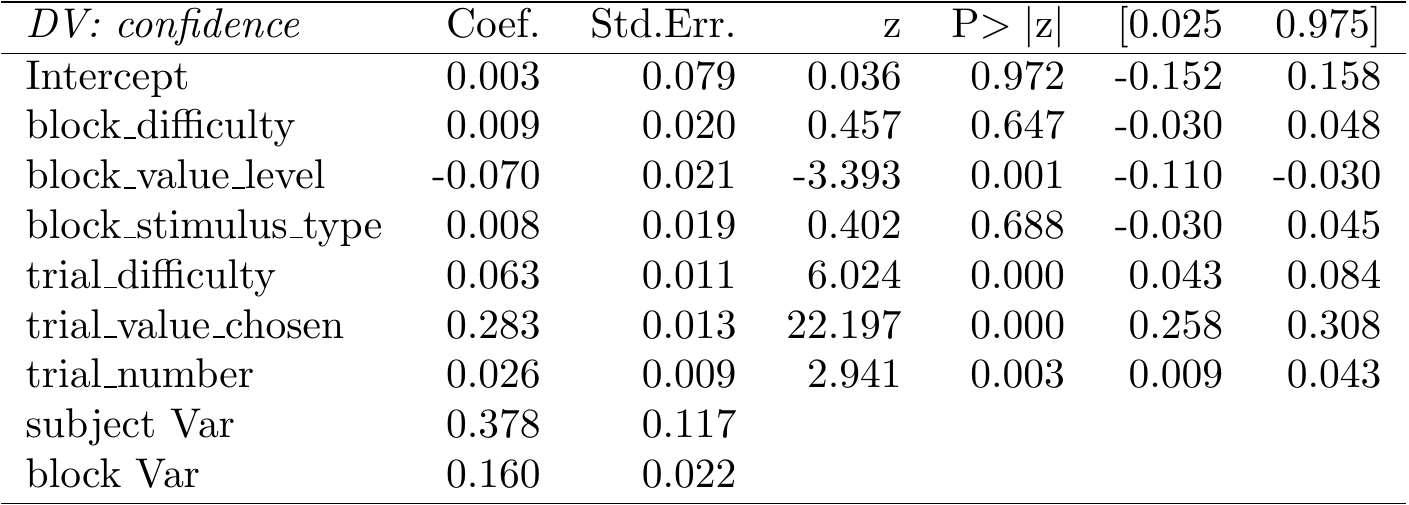 DV: confidence Coef. Std.Err. z P> |z| [0.025 0.975]
Intercept 0.003 0.079 0.036 0.972 -0.152 0.158
block_difficulty 0.009 0.020 0.457 0.647 -0.030 0.048
block_value_level -0.070 0.021 -3.393 0.001 -0.110 -0.030
block_stimulus_type 0.008 0.019 0.402 0.688 -0.030 0.045
trial_difficulty 0.063 0.011 6.024 0.000 0.043 0.084
trial_value_chosen 0.283 0.013 22.197 0.000 0.258 0.308
trial_number 0.026 0.009 2.941 0.003 0.009 0.043
subject Var 0.378 0.117
block Var 0.160 0.022